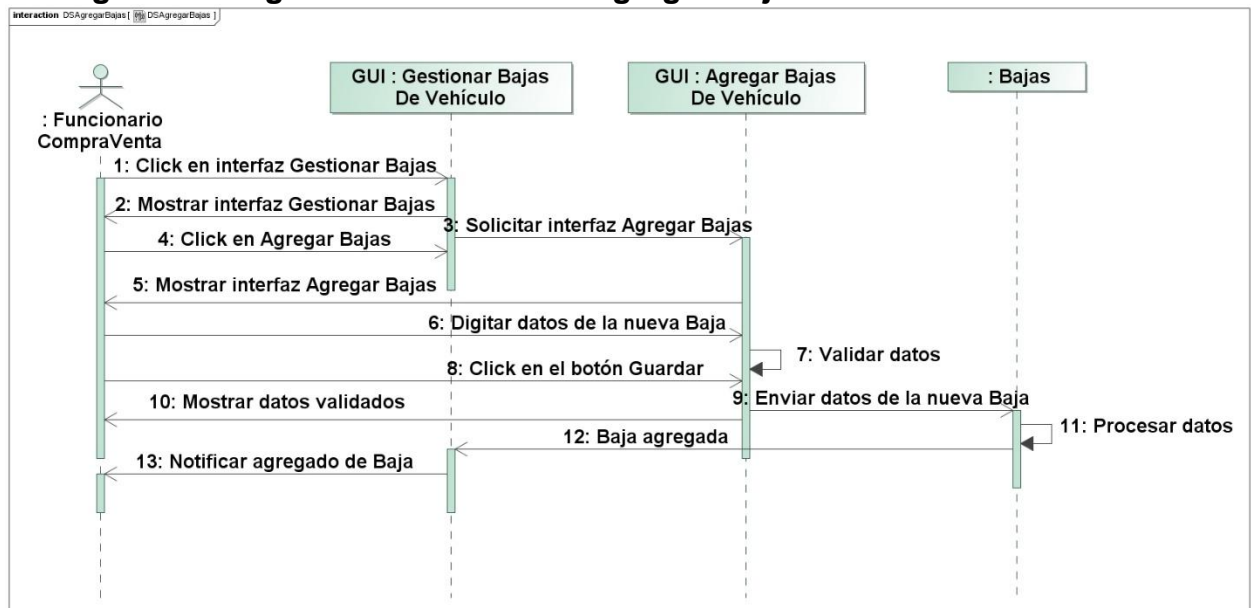 interaction DSAgregarBajas [ DSAgregarBajas ]
GUI : Gestionar Bajas
De Vehículo
GUI : Agregar Bajas
De Vehículo
: Bajas
: Funcionario
CompraVenta
1: Click en interfaz Gestionar Bajas
2: Mostrar interfaz Gestionar Bajas
3: Solicitar interfaz Agregar Bajas
4: Click en Agregar Bajas
5: Mostrar interfaz Agregar Bajas
6: Digitar datos de la nueva Baja
7: Validar datos
8: Click en el botón Guardar
9: Enviar datos de la nueva Baja
10: Mostrar datos validados
11: Procesar datos
12: Baja agregada
13: Notificar agregado de Baja